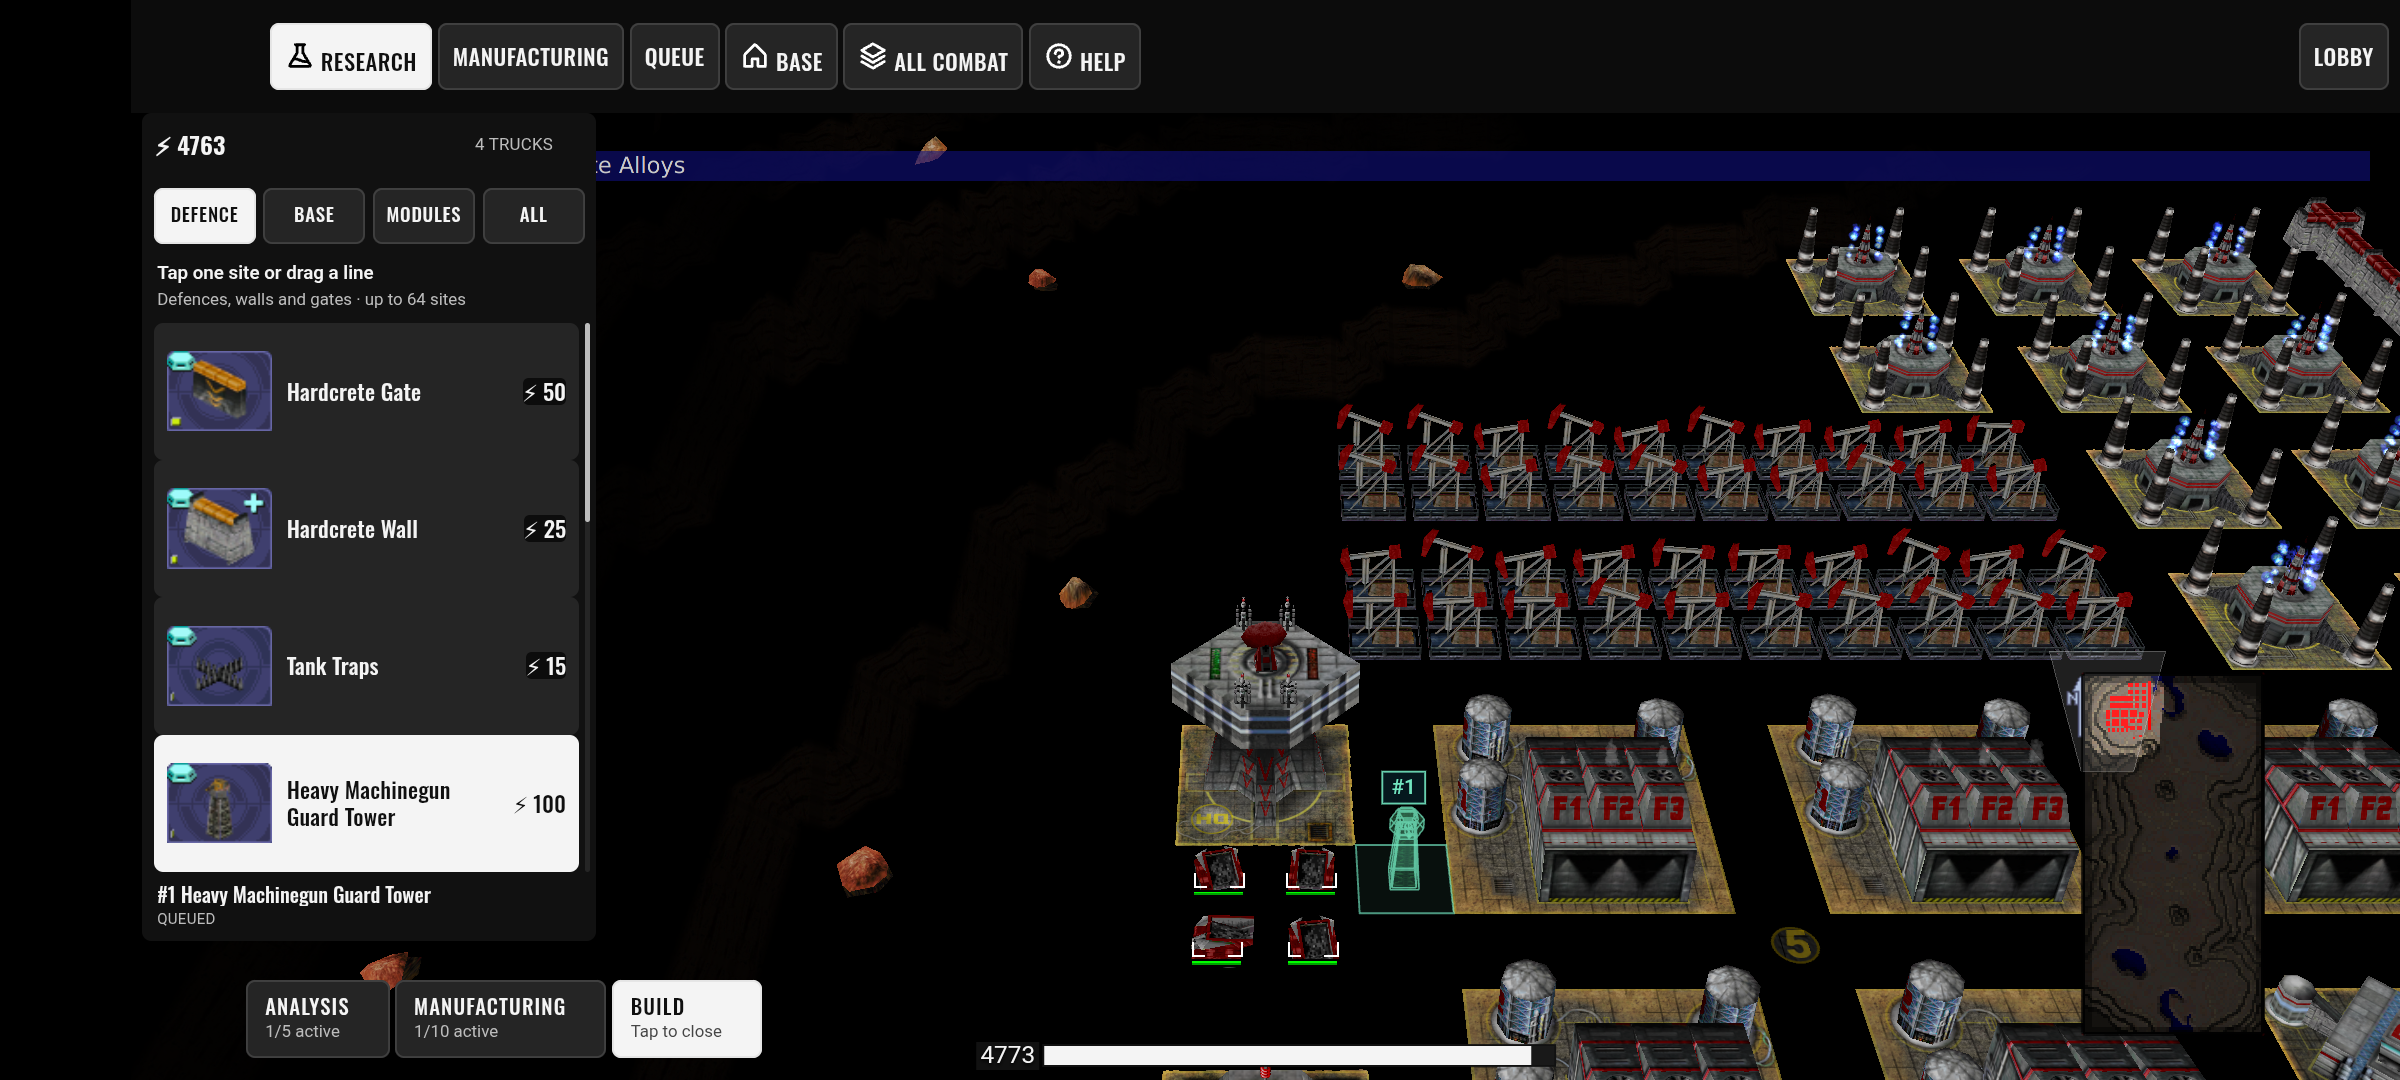 RESEARCH
MANUFACTURING
QUEUE
BASE
ALL COMBAT
HELP
LOBBY
4763
4 TRUCKS
te Alloys
DEFENCE
BASE
MODULES
ALL
Tap one site or drag a line
Defences, walls and gates · up to 64 sites
Hardcrete Gate
50
Hardcrete Wall
25
Tank Traps
15
Heavy Machinegun
Guard Tower
100
#1 Heavy Machinegun Guard Tower
QUEUED
#1
HQ
F1 F2 F3
F1 F2 F3
F1 F2
N
5
ANALYSIS
1/5 active
MANUFACTURING
1/10 active
BUILD
Tap to close
4773